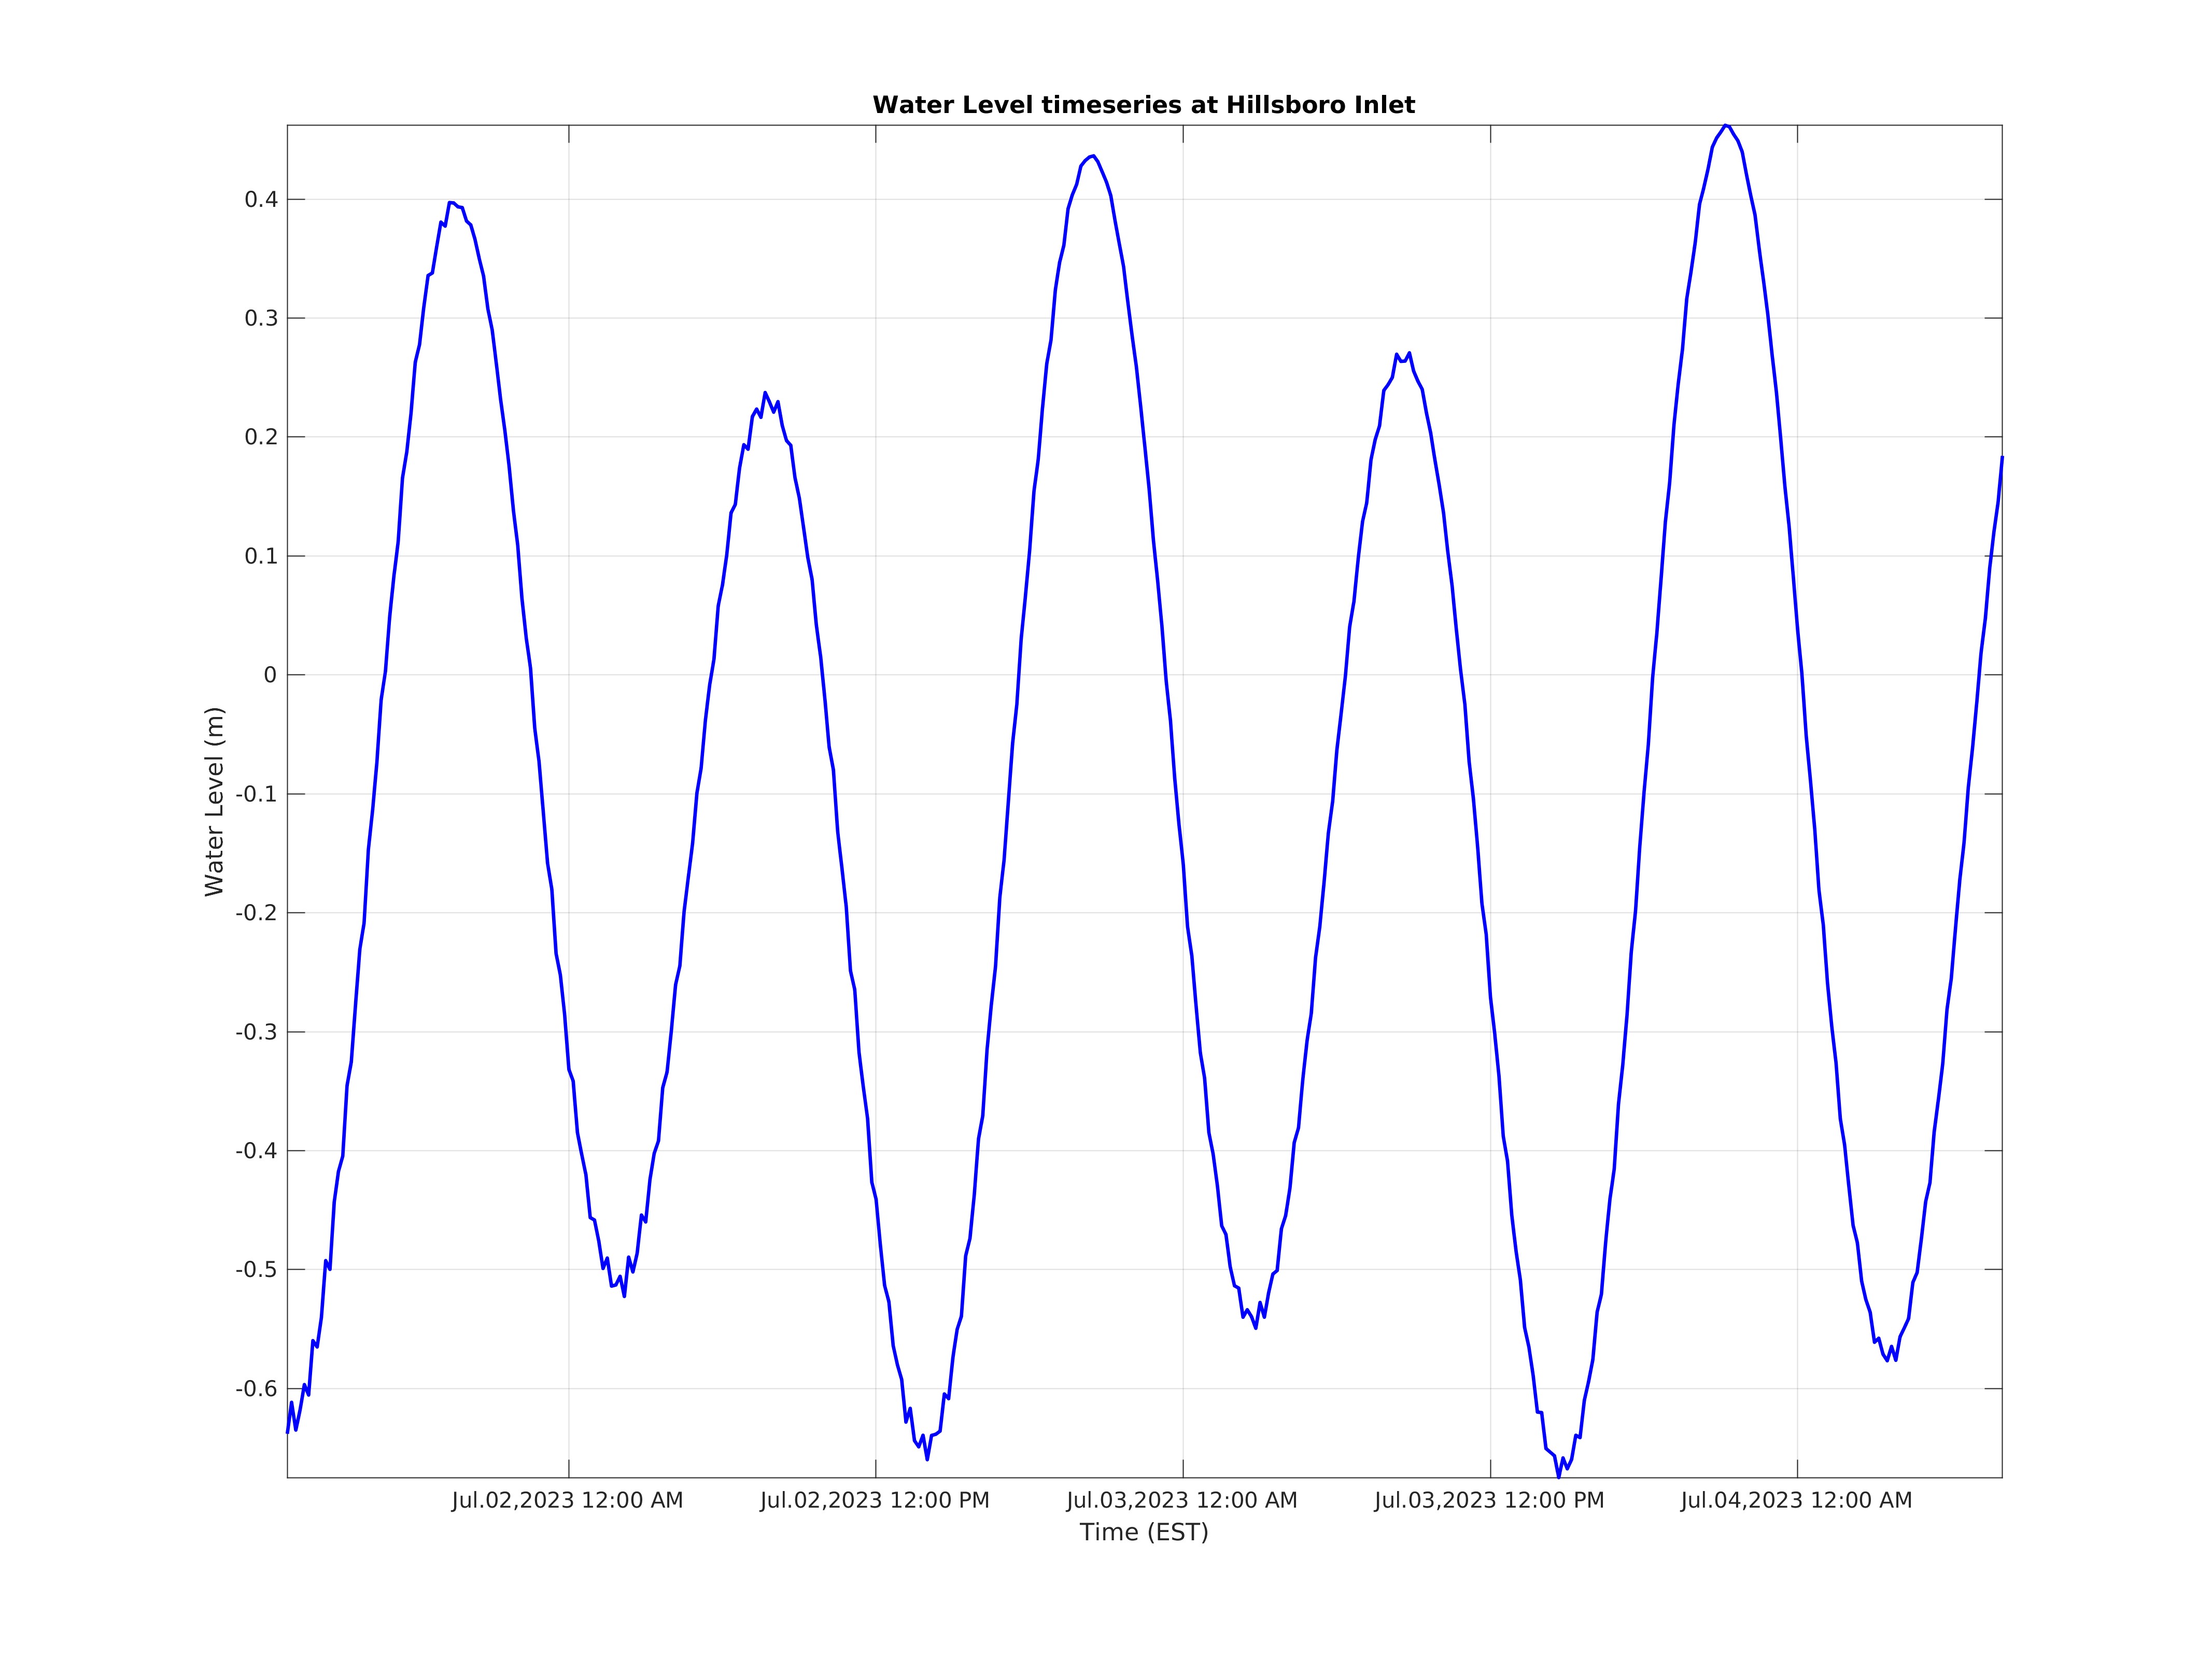 Water Level timeseries at Hillsboro Inlet
0.4
0.3
0.2
0.1
0
-0.1
-0.2
-0.3
-0.4
-0.5
-0.6
Water Level (m)
Jul.02,2023 12:00 AM
Jul.02,2023 12:00 PM
Jul.03,2023 12:00 AM
Jul.03,2023 12:00 PM
Jul.04,2023 12:00 AM
Time (EST)